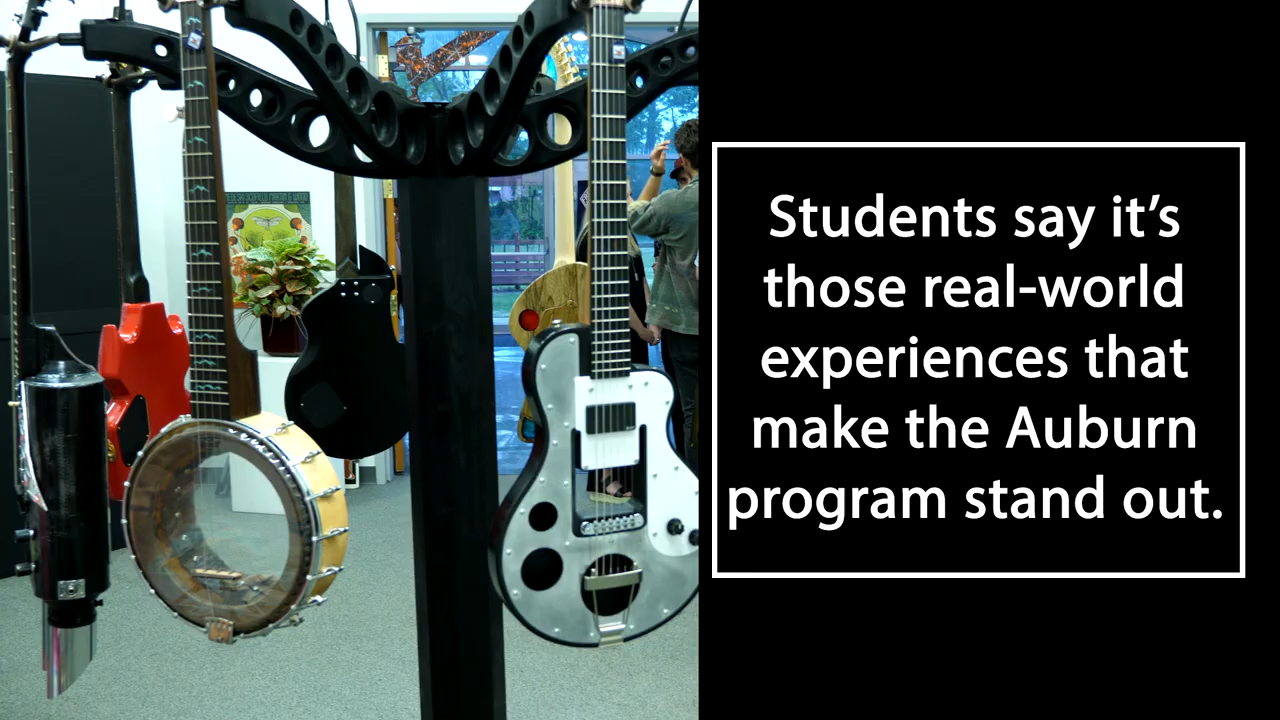 Students say it’s
those real-world
experiences that
make the Auburn
program stand out.